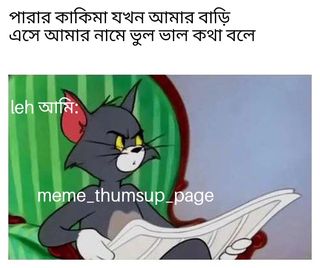 পারার কাকিমা যখন আমার বাড়ি
এসে আমার নামে ভুল ভাল কথা বলে
leh আমি:
meme_thumsup_page